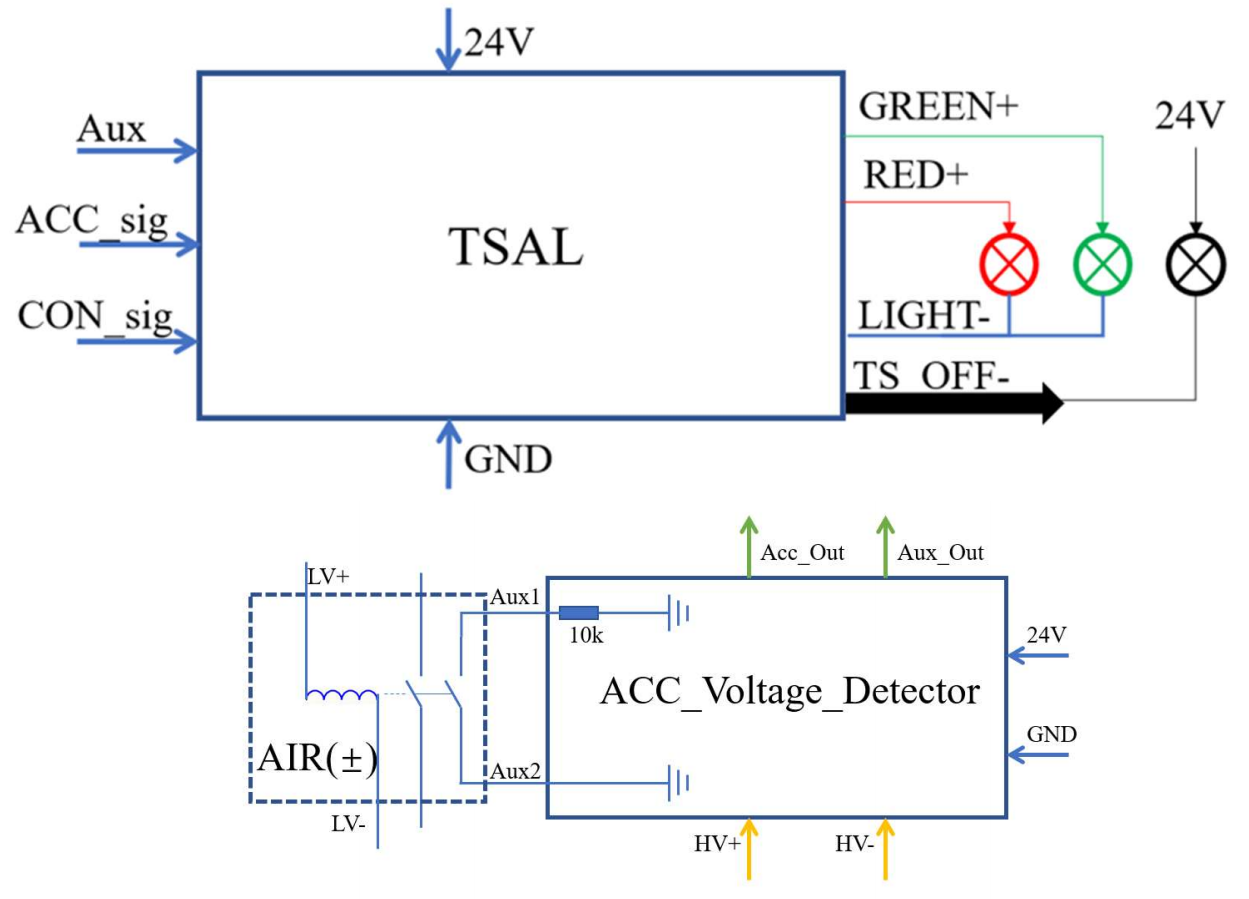 24V
Aux
ACC_sig
CON_sig
TSAL
GREEN+
RED+
24V
LIGHT-
TS_OFF-
GND
Acc_Out
Aux_Out
LV+
Aux1
10k
24V
ACC_Voltage_Detector
GND
AIR(±)
Aux2
LV-
HV+
HV-